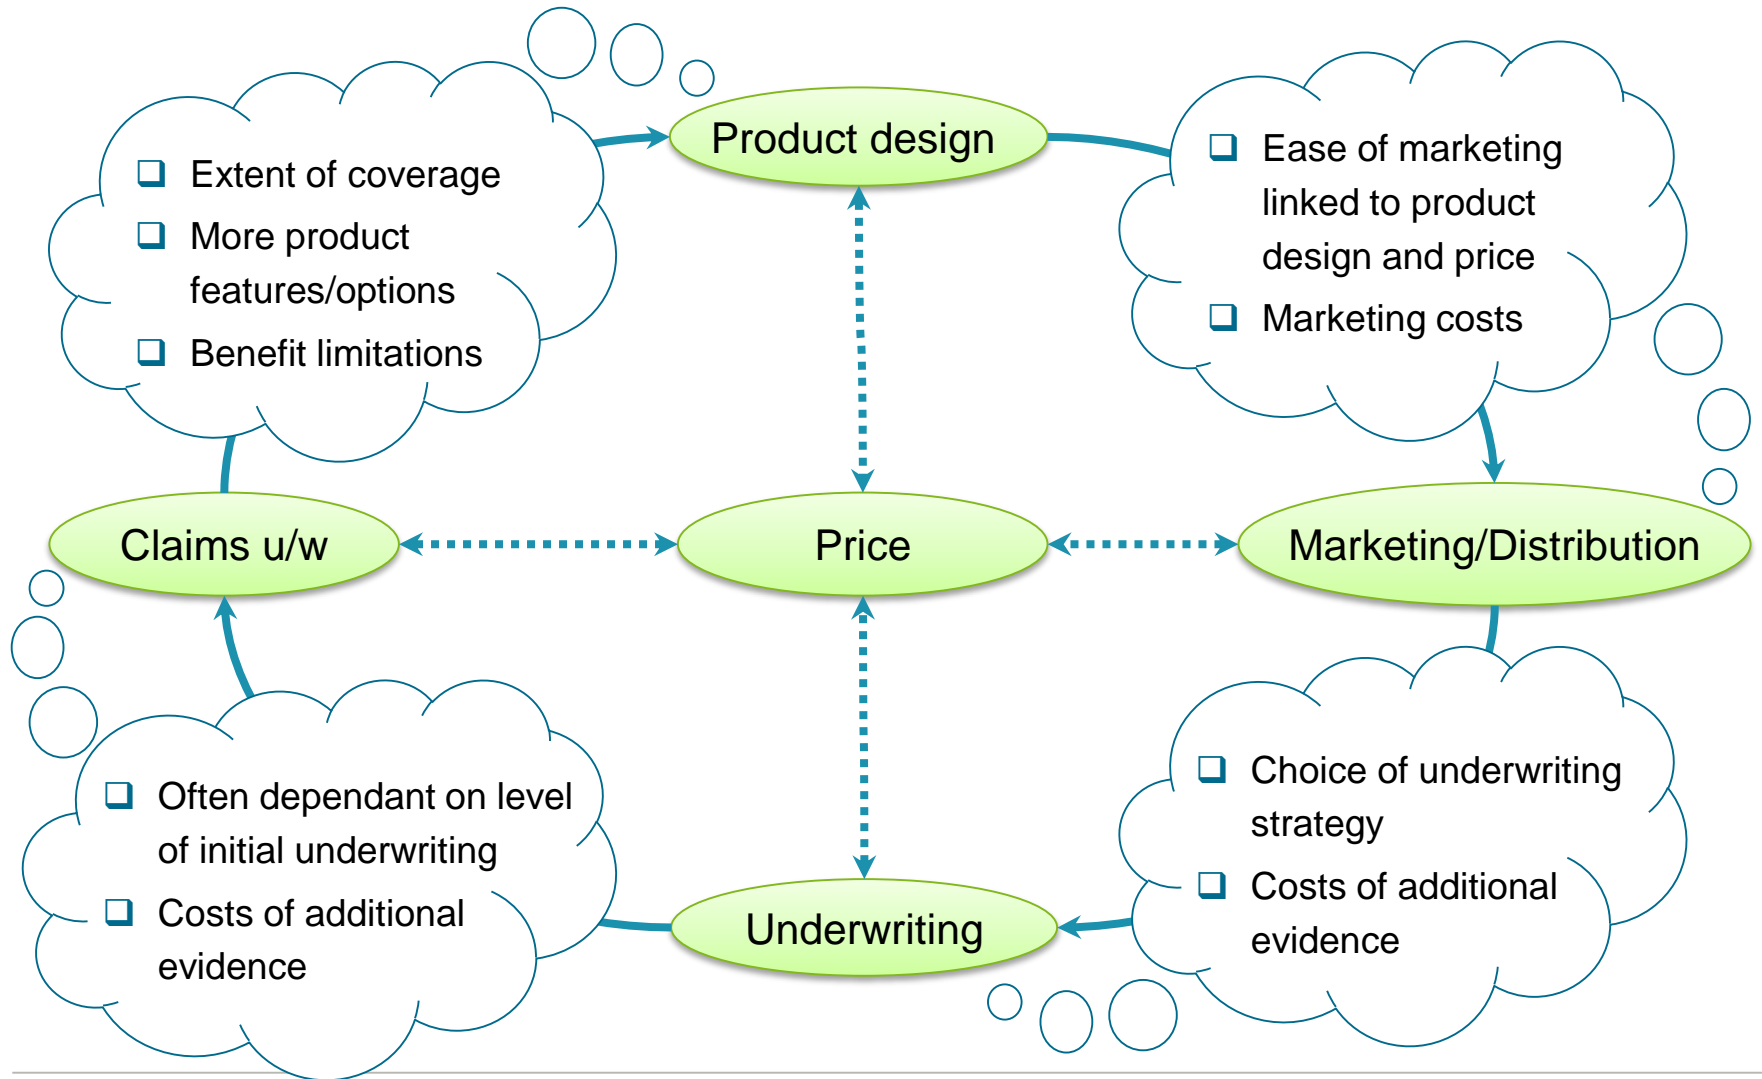 Product design
Extent of coverage
More product
features/options
Benefit limitations
Ease of marketing
linked to product
design and price
Marketing costs
Claims u/w
Price
Marketing/Distribution
Often dependant on level
of initial underwriting
Costs of additional
evidence
Underwriting
Choice of underwriting
strategy
Costs of additional
evidence